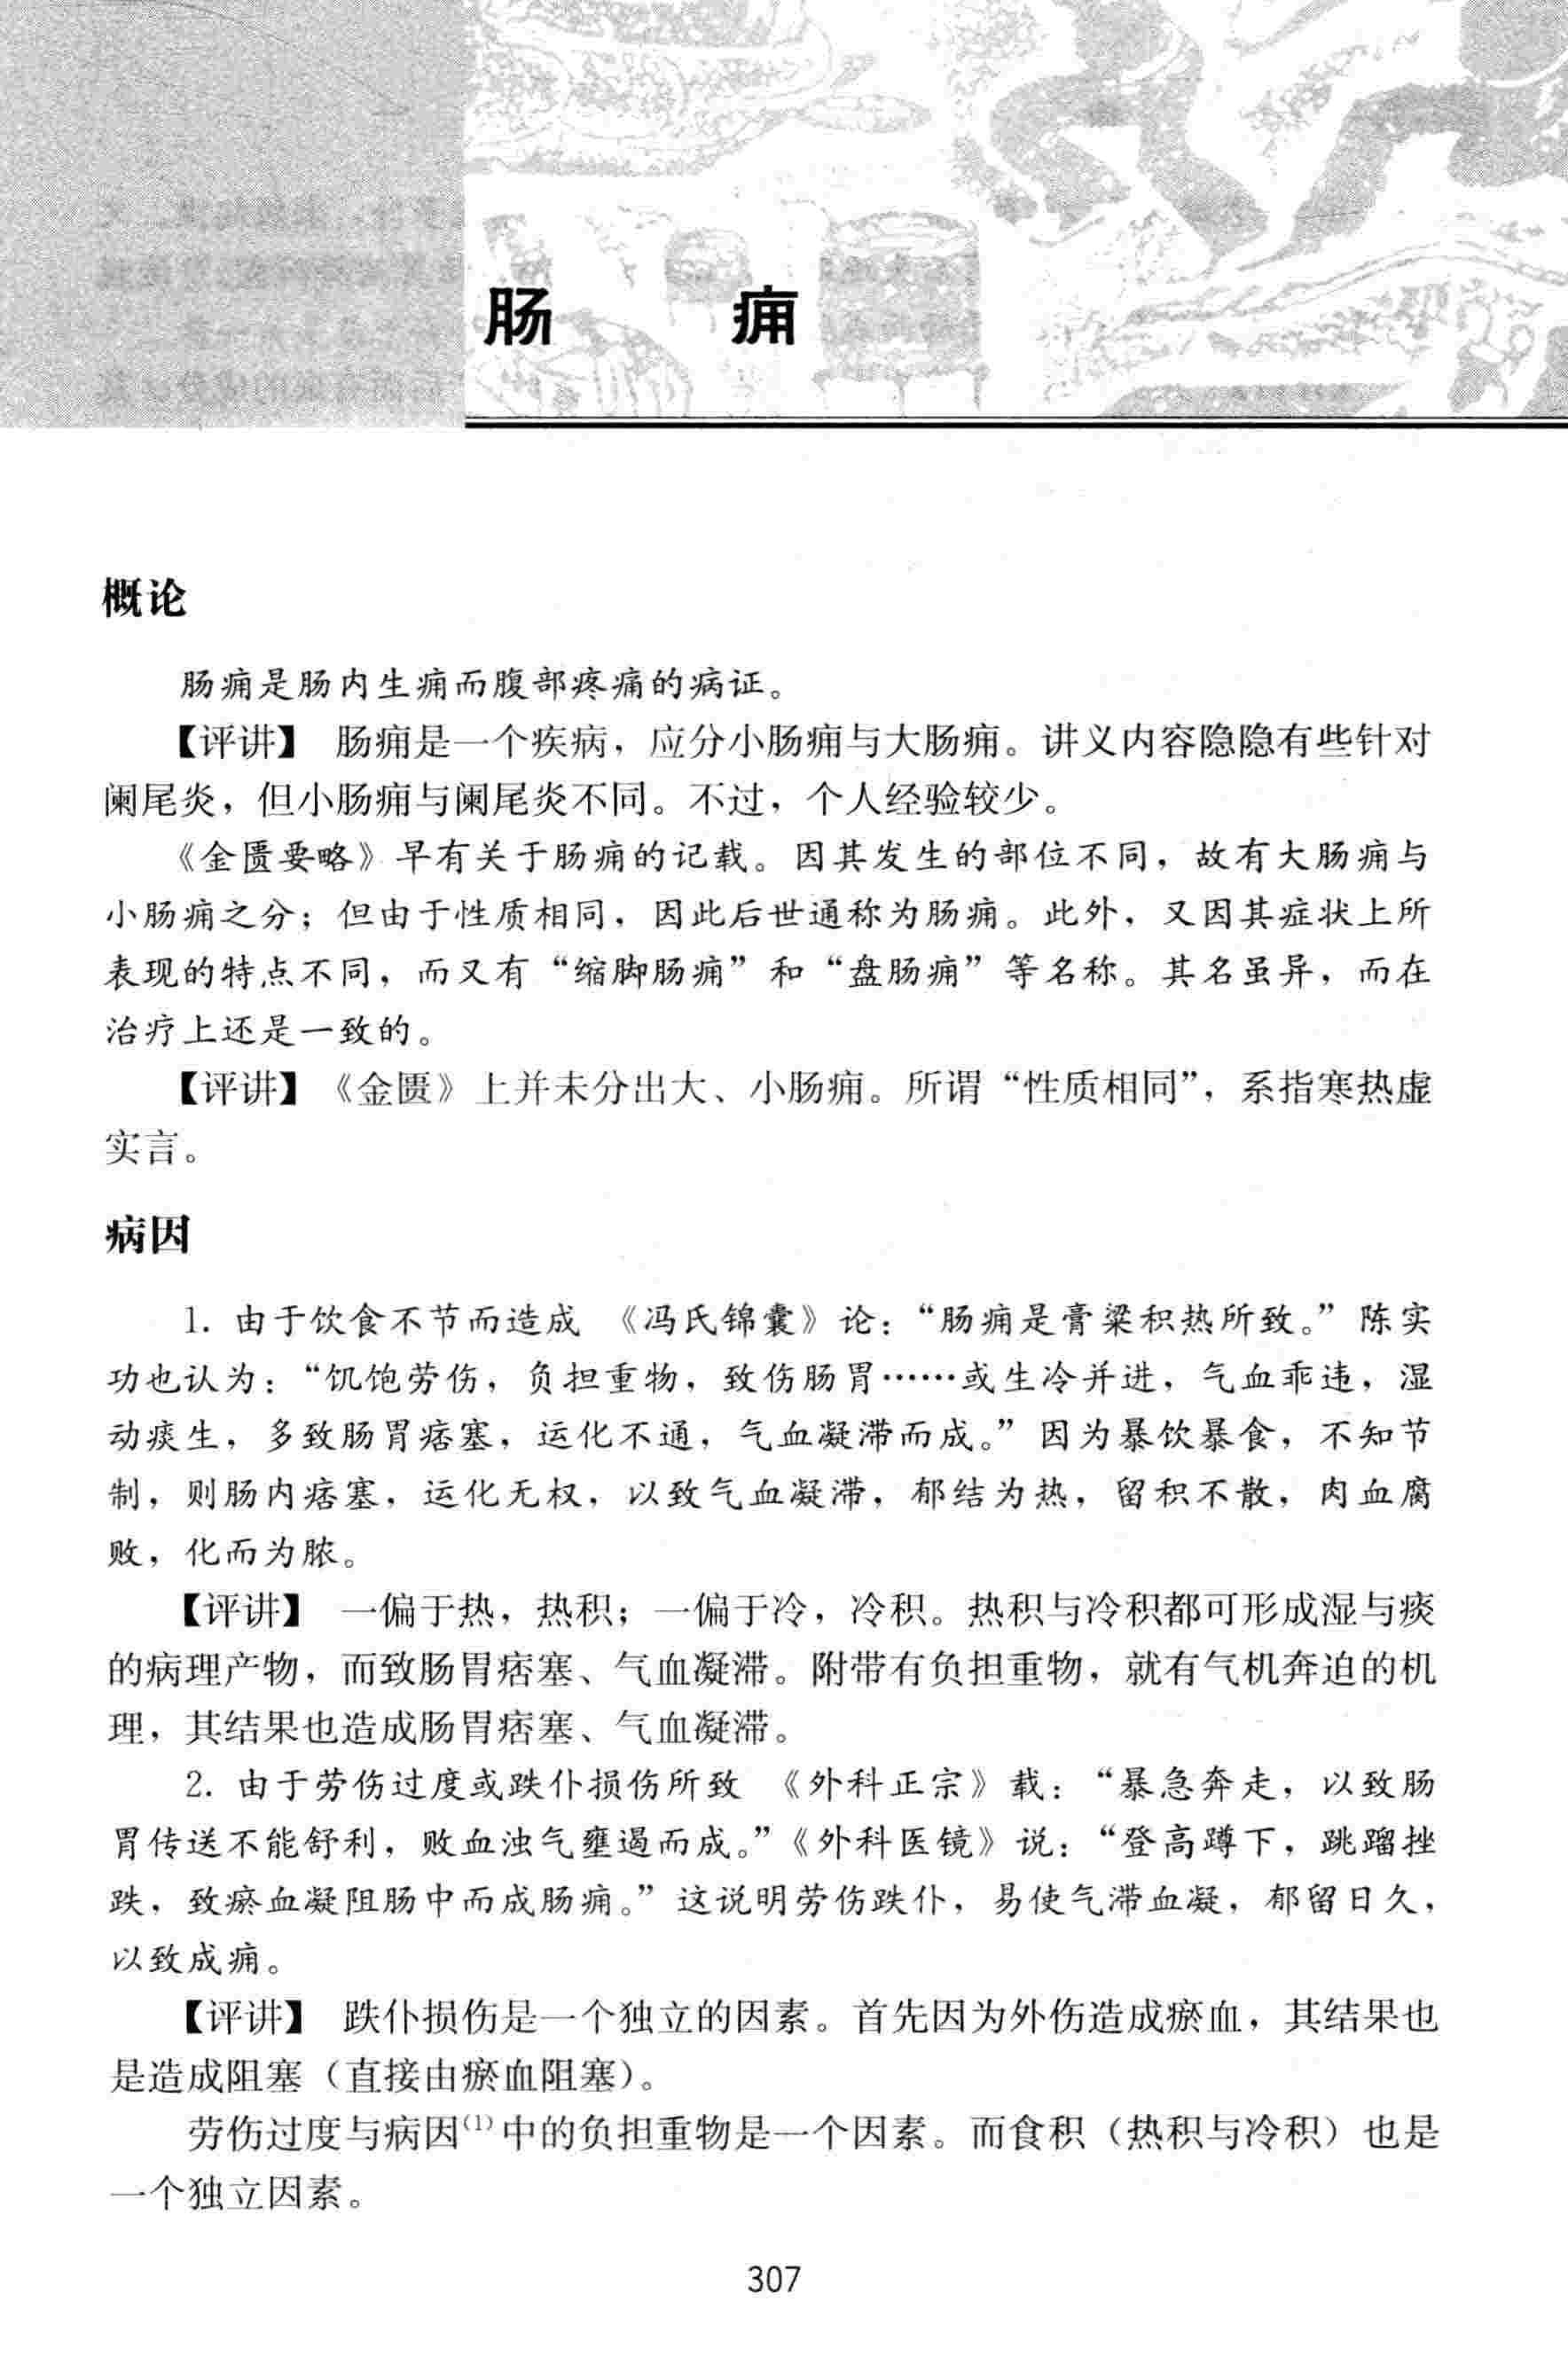 肠 痈
概论
肠痈是肠内生痈而腹部疼痛的病证。
【评讲】 肠痈是一个疾病，应分小肠痈与大肠痈。讲义内容隐隐有些针对
阑尾炎，但小肠痈与阑尾炎不同。不过，个人经验较少。
《金匮要略》早有关于肠痈的记载。因其发生的部位不同，故有大肠痈与
小肠痈之分；但由于性质相同，因此后世通称为肠痈。此外，又因其症状上所
表现的特点不同，而又有“缩脚肠痈”和“盘肠痈”等名称。其名虽异，而在
治疗上还是一致的。
【评讲】《金匮》上并未分出大、小肠痈。所谓“性质相同”，系指寒热虚
实言。
病因
1. 由于饮食不节而造成 《冯氏锦囊》论：“肠痈是膏粱积热所致。”陈实
功也认为：“饥饱劳伤，负担重物，致伤肠胃……或生冷并进，气血乖违，湿
动痰生，多致肠胃痞塞，运化不通，气血凝滞而成。”因为暴饮暴食，不知节
制，则肠内痞塞，运化无权，以致气血凝滞，郁结为热，留积不散，肉血腐
败，化而为脓。
【评讲】 一偏于热，热积；一偏于冷，冷积。热积与冷积都可形成湿与痰
的病理产物，而致肠胃痞塞、气血凝滞。附带有负担重物，就有气机奔迫的机
理，其结果也造成肠胃痞塞、气血凝滞。
2. 由于劳伤过度或跌仆损伤所致 《外科正宗》载：“暴急奔走，以致肠
胃传送不能舒利，败血浊气壅遏而成。”《外科医镜》说：“登高蹲下，跳蹓挫
跌，致瘀血凝阻肠中而成肠痈。”这说明劳伤跌仆，易使气滞血凝，郁留日久，
以致成痈。
【评讲】 跌仆损伤是一个独立的因素。首先因为外伤造成瘀血，其结果也
是造成阻塞（直接由瘀血阻塞）。
劳伤过度与病因⁽¹⁾中的负担重物是一个因素。而食积（热积与冷积）也是
一个独立因素。
307